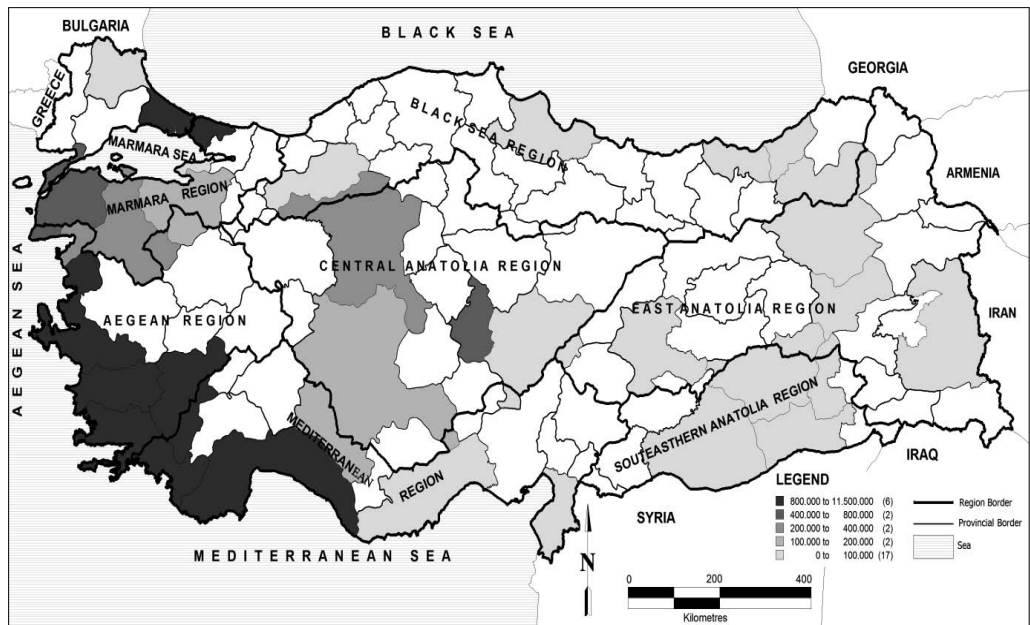 BULGARIA
BLACK SEA
GEORGIA
GREECE
BLACK SEA REGION
MARMARA SEA
ARMENIA
MARMARA REGION
AEGEAN SEA
CENTRAL ANATOLIA REGION
AEGEAN REGION
EAST ANATOLIA REGION
IRAN
MEDITERRANEAN REGION
SOUTEASTERN ANATOLIA REGION
IRAQ
SYRIA
MEDITERRANEAN SEA
N
LEGEND
800.000 to 11.500.000 (6)
400.000 to 800.000 (2)
200.000 to 400.000 (2)
100.000 to 200.000 (2)
0 to 100.000 (17)
Region Border
Provincial Border
Sea
0 200 400
Kilometres